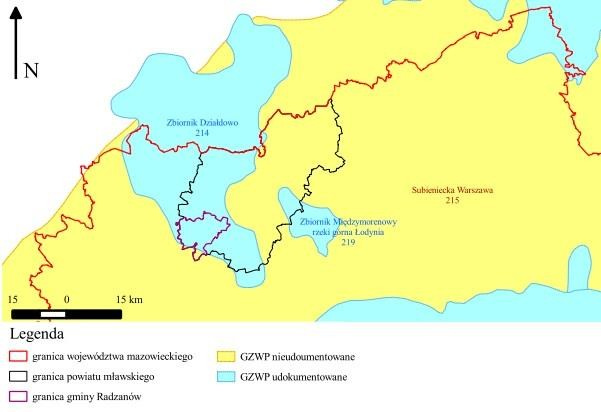 N
Zbiornik Działdowo
214
Subieniecka Warszawa
215
Zbiornik Międzymorenowy
rzeki górna Łodynia
219
15 0 15 km
Legenda
granica województwa mazowieckiego
GZWP nieudoumentowane
granica powiatu mławskiego
GZWP udokumentowane
granica gminy Radzanów